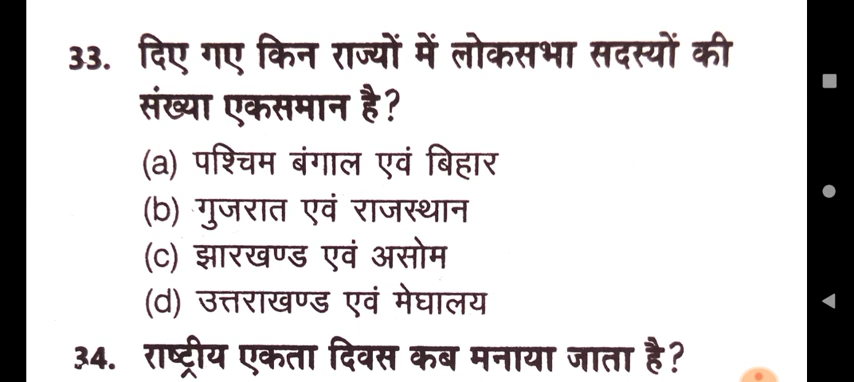 33. दिए गए किन राज्यों में लोकसभा सदस्यों की
संख्या एकसमान है?
(a) पश्चिम बंगाल एवं बिहार
(b) गुजरात एवं राजस्थान
(c) झारखण्ड एवं असोम
(d) उत्तराखण्ड एवं मेघालय
34. राष्ट्रीय एकता दिवस कब मनाया जाता है?